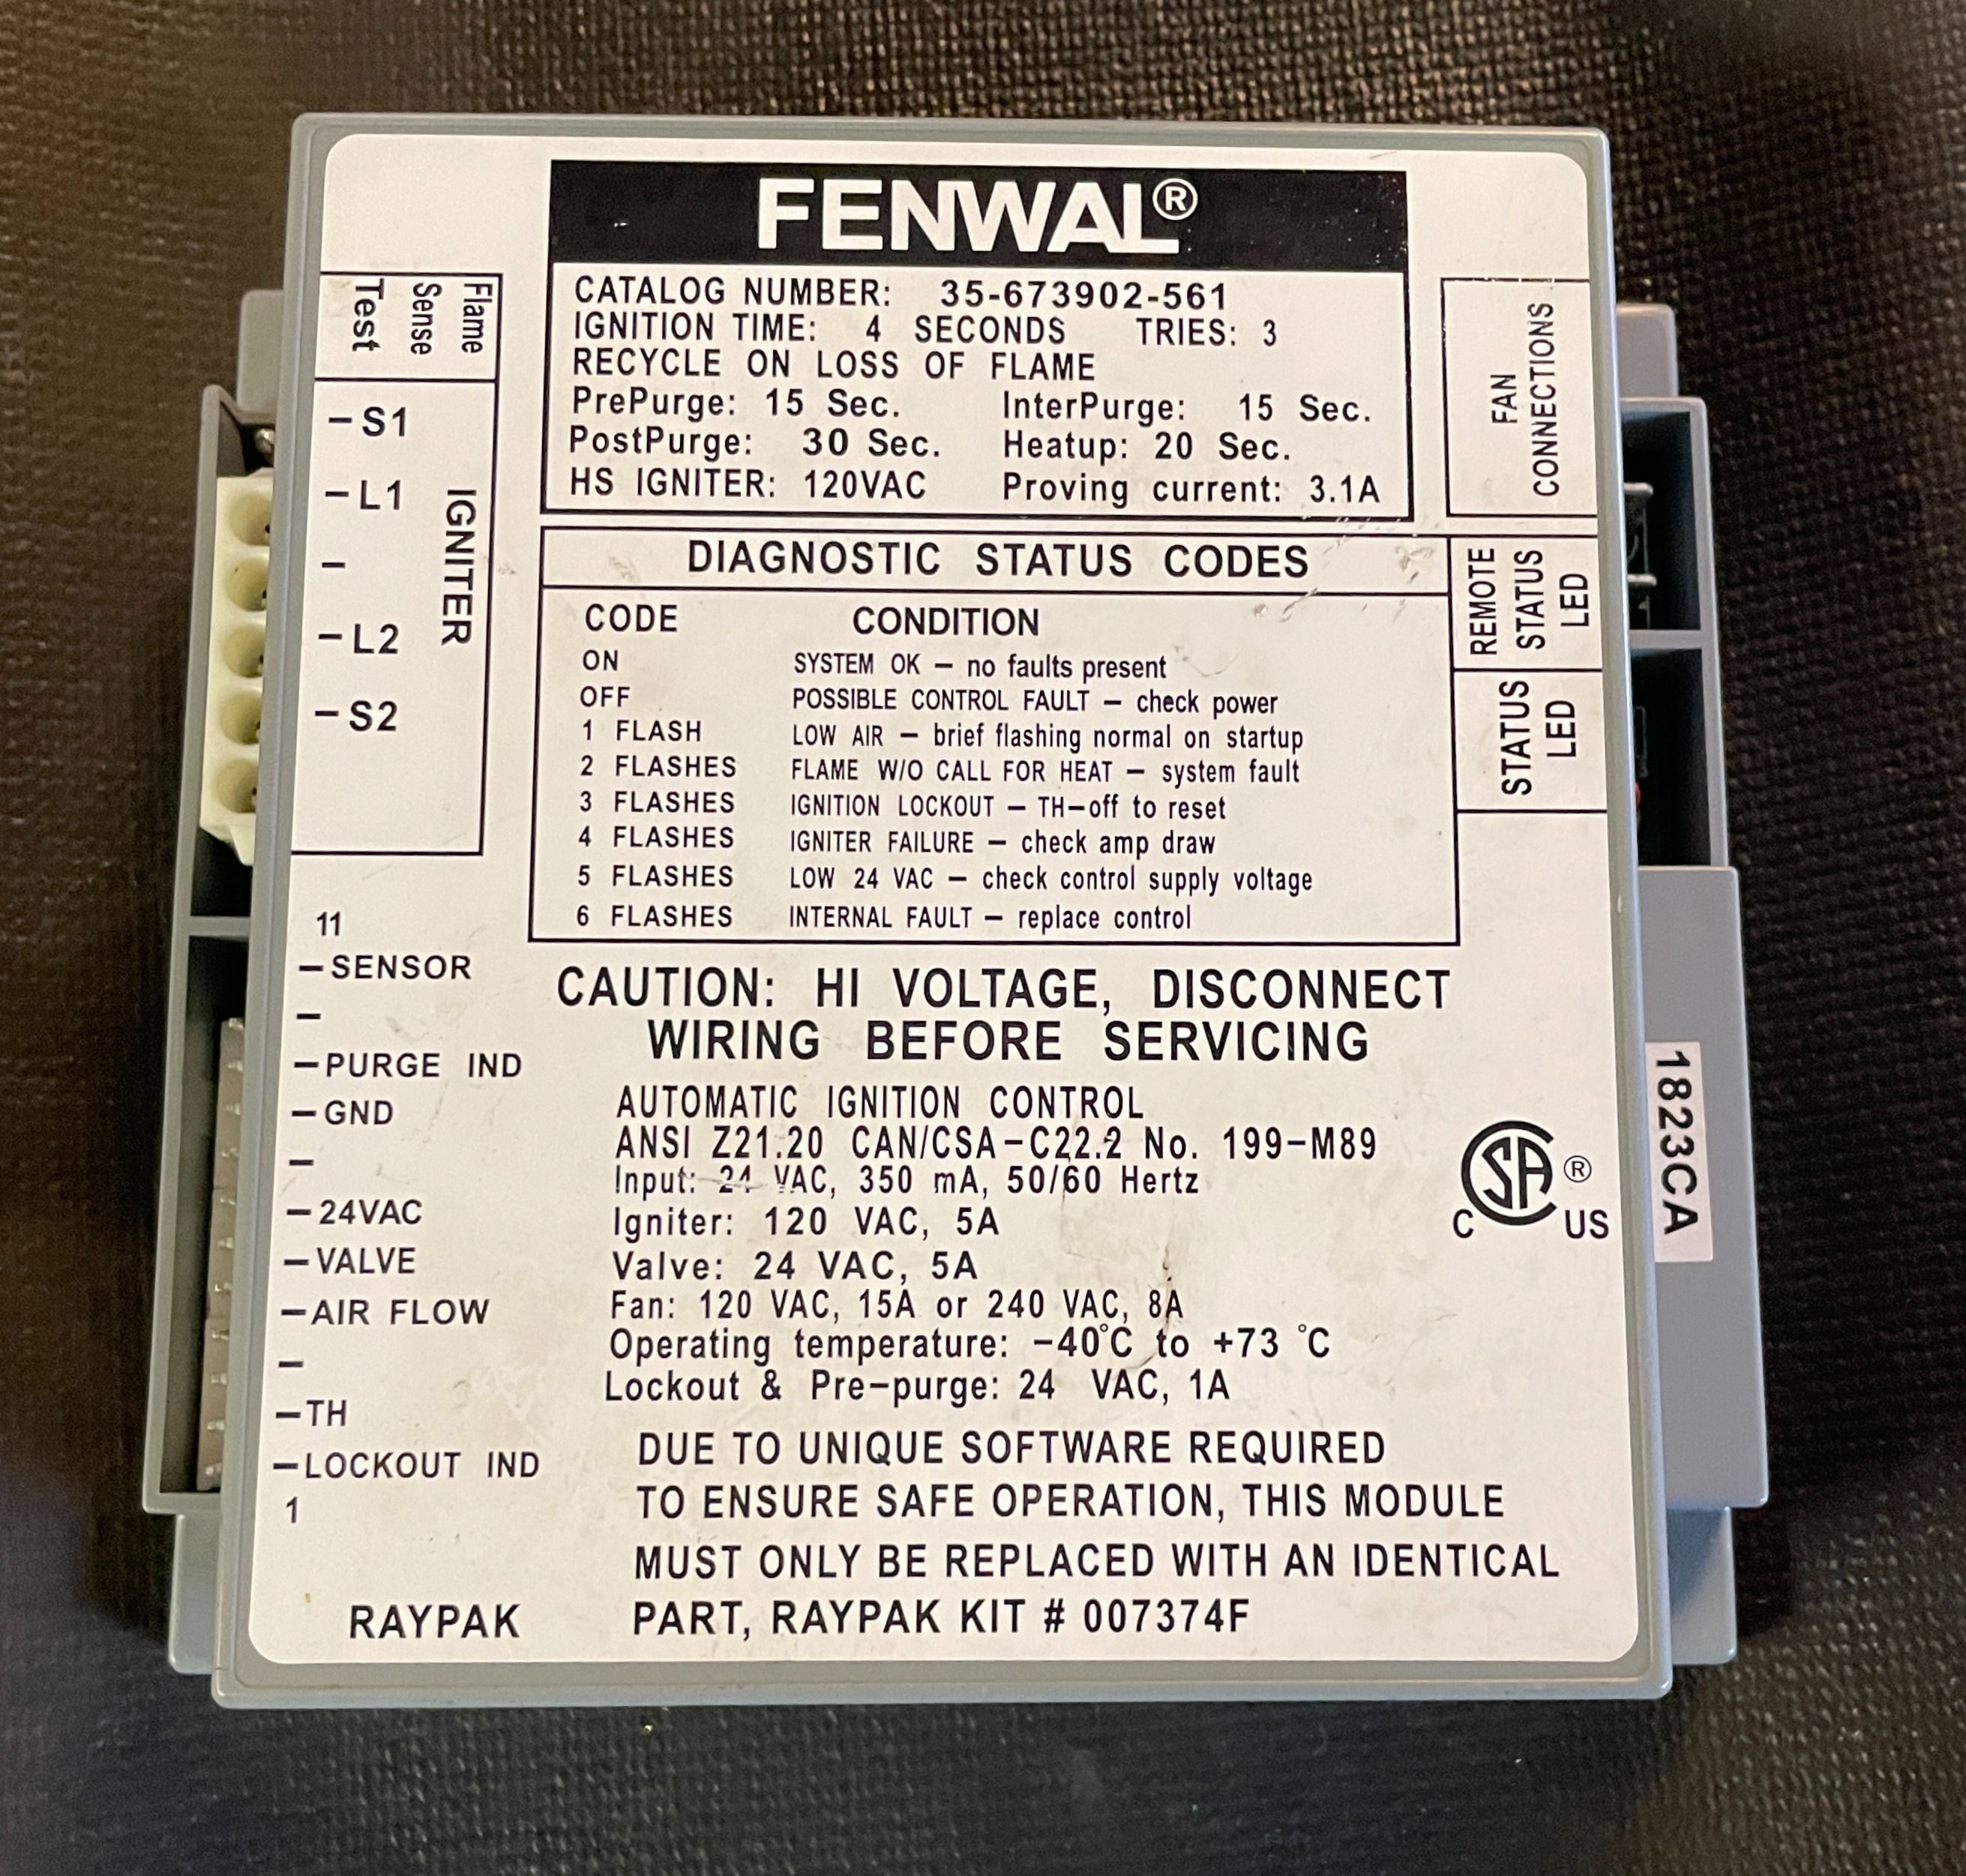 FENWAL®
CATALOG NUMBER: 35-673902-561
IGNITION TIME: 4 SECONDS TRIES: 3
RECYCLE ON LOSS OF FLAME
PrePurge: 15 Sec. InterPurge: 15 Sec.
PostPurge: 30 Sec. Heatup: 20 Sec.
HS IGNITER: 120VAC Proving current: 3.1A
Flame
Sense
Test
– S1
– L1
–
– L2
– S2
IGNITER
FAN
CONNECTIONS
REMOTE
STATUS
LED
STATUS
LED
DIAGNOSTIC STATUS CODES
CODE CONDITION
ON SYSTEM OK – no faults present
OFF POSSIBLE CONTROL FAULT – check power
1 FLASH LOW AIR – brief flashing normal on startup
2 FLASHES FLAME W/O CALL FOR HEAT – system fault
3 FLASHES IGNITION LOCKOUT – TH–off to reset
4 FLASHES IGNITER FAILURE – check amp draw
5 FLASHES LOW 24 VAC – check control supply voltage
6 FLASHES INTERNAL FAULT – replace control
11
– SENSOR
–
– PURGE IND
– GND
–
– 24VAC
– VALVE
– AIR FLOW
–
– TH
– LOCKOUT IND
1
CAUTION: HI VOLTAGE, DISCONNECT
WIRING BEFORE SERVICING
AUTOMATIC IGNITION CONTROL
ANSI Z21.20 CAN/CSA–C22.2 No. 199–M89
Input: 24 VAC, 350 mA, 50/60 Hertz
Igniter: 120 VAC, 5A
Valve: 24 VAC, 5A
Fan: 120 VAC, 15A or 240 VAC, 8A
Operating temperature: –40°C to +73 °C
Lockout & Pre–purge: 24 VAC, 1A
C SA ® US
1823CA
DUE TO UNIQUE SOFTWARE REQUIRED
TO ENSURE SAFE OPERATION, THIS MODULE
MUST ONLY BE REPLACED WITH AN IDENTICAL
PART, RAYPAK KIT # 007374F
RAYPAK